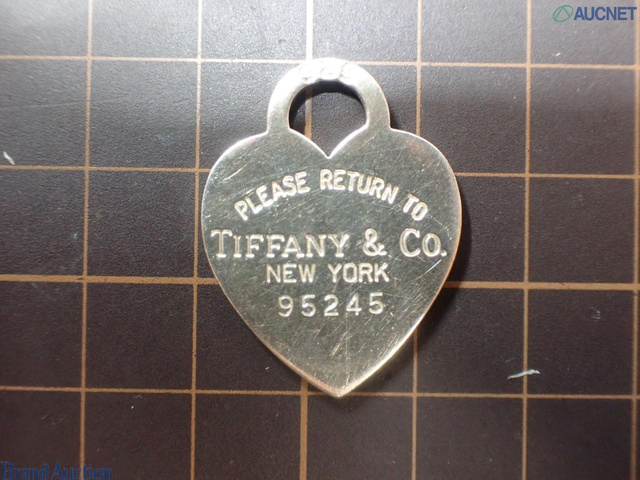 AUCNET
PLEASE RETURN TO
TIFFANY & CO.
NEW YORK
95245
Brand Auction